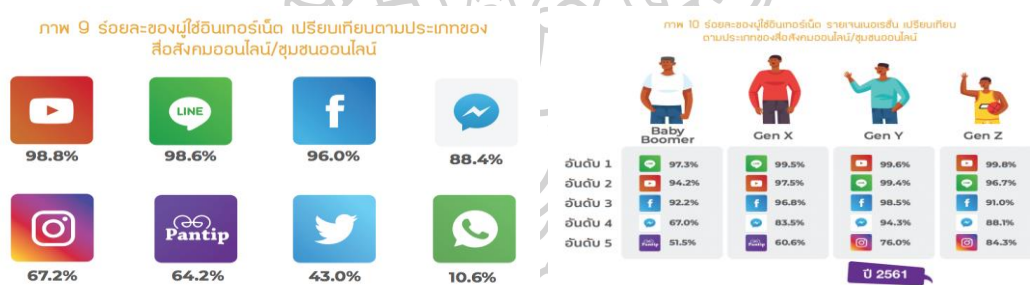 ภาพ 9 ร้อยละของผู้ใช้อินเทอร์เน็ต เปรียบเทียบตามประเภทของ
สื่อสังคมออนไลน์/ชุมชนออนไลน์
LINE
98.8% 98.6% 96.0% 88.4%
Pantip
67.2% 64.2% 43.0% 10.6%
ภาพ 10 ร้อยละของผู้ใช้อินเทอร์เน็ต รายเจนเนอเรชั่น เปรียบเทียบ
ตามประเภทของสื่อสังคมออนไลน์/ชุมชนออนไลน์
Baby
Boomer Gen X Gen Y Gen Z
อันดับ 1 97.3% 99.5% 99.6% 99.8%
อันดับ 2 94.2% 97.5% 99.4% 96.7%
อันดับ 3 92.2% 96.8% 98.5% 91.0%
อันดับ 4 67.0% 83.5% 94.3% 88.1%
อันดับ 5 Pantip 51.5% Pantip 60.6% 76.0% 84.3%
ปี 2561